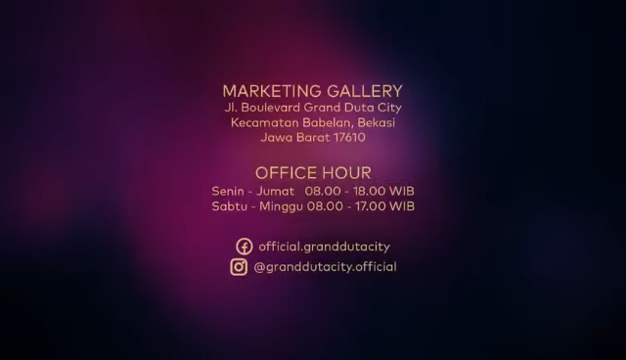 MARKETING GALLERY
Jl. Boulevard Grand Duta City
Kecamatan Babelan, Bekasi
Jawa Barat 17610
OFFICE HOUR
Senin - Jumat 08.00 - 18.00 WIB
Sabtu - Minggu 08.00 - 17.00 WIB
official.granddutacity
@granddutacity.official